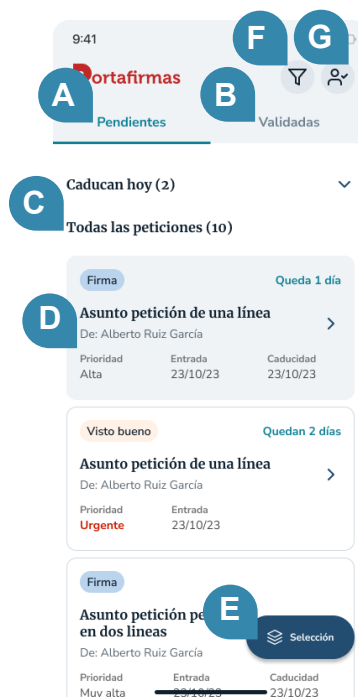 9:41
F
G
Portafirmas
A
B
Pendientes
Validadas
C
Caducan hoy (2)
Todas las peticiones (10)
Firma
Queda 1 día
D
Asunto petición de una línea
De: Alberto Ruiz García
Prioridad Entrada Caducidad
Alta 23/10/23 23/10/23
Visto bueno
Quedan 2 días
Asunto petición de una línea
De: Alberto Ruiz García
Prioridad Entrada
Urgente 23/10/23
Firma
E
Asunto petición
en dos lineas
Selección
De: Alberto Ruiz García
Prioridad Entrada Caducidad
Muy alta 23/10/23 23/10/23